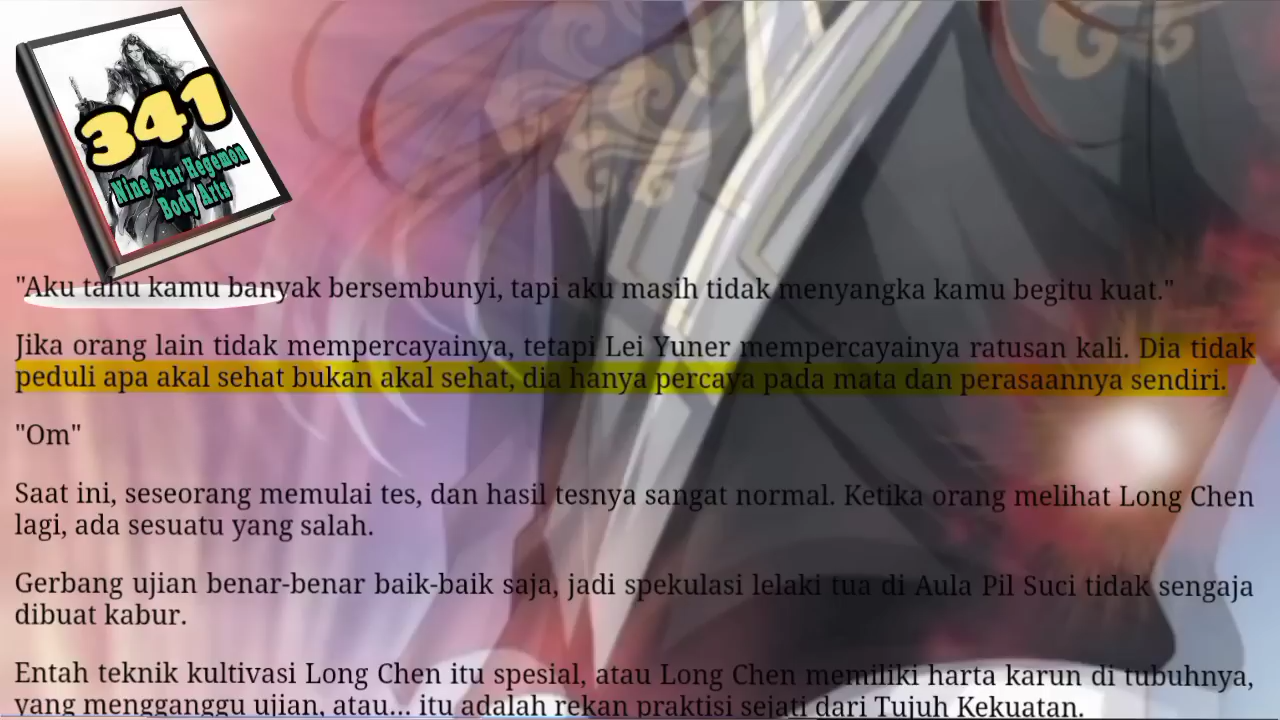 341
Nine Star Hegemon
Body Arts
"Aku tahu kamu banyak bersembunyi, tapi aku masih tidak menyangka kamu begitu kuat."
Jika orang lain tidak mempercayainya, tetapi Lei Yuner mempercayainya ratusan kali. Dia tidak
peduli apa akal sehat bukan akal sehat, dia hanya percaya pada mata dan perasaannya sendiri.
"Om"
Saat ini, seseorang memulai tes, dan hasil tesnya sangat normal. Ketika orang melihat Long Chen
lagi, ada sesuatu yang salah.
Gerbang ujian benar-benar baik-baik saja, jadi spekulasi lelaki tua di Aula Pil Suci tidak sengaja
dibuat kabur.
Entah teknik kultivasi Long Chen itu spesial, atau Long Chen memiliki harta karun di tubuhnya,
yang mengganggu ujian, atau... itu adalah rekan praktisi sejati dari Tujuh Kekuatan.